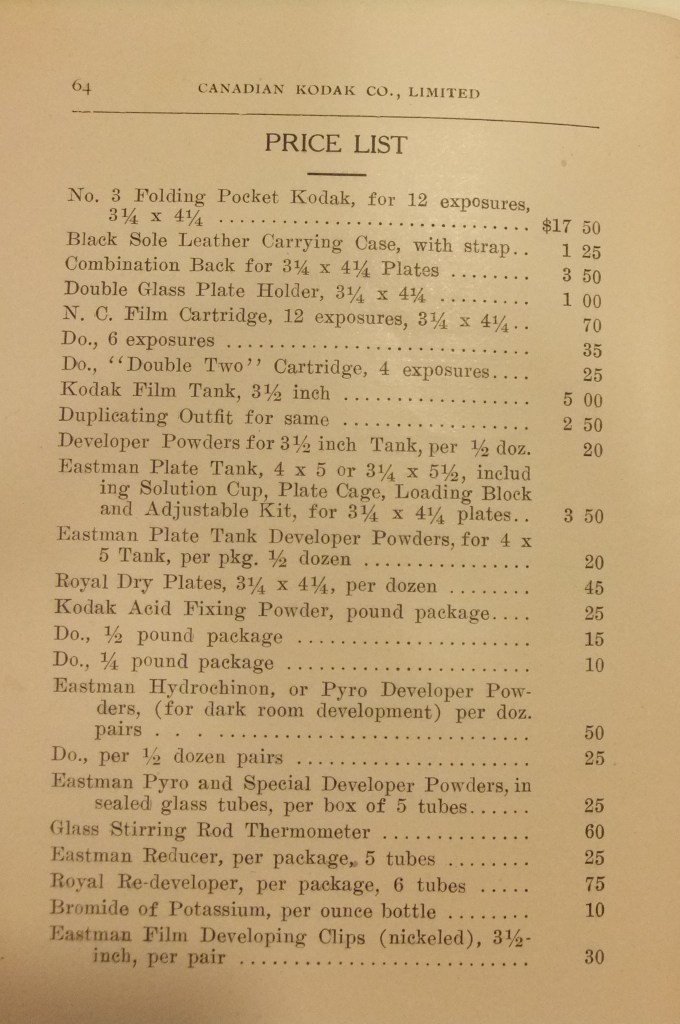 64 CANADIAN KODAK CO., LIMITED
PRICE LIST
No. 3 Folding Pocket Kodak, for 12 exposures,
3¼ x 4¼ .............................. $17 50
Black Sole Leather Carrying Case, with strap.. 1 25
Combination Back for 3¼ x 4¼ Plates ........ 3 50
Double Glass Plate Holder, 3¼ x 4¼ ......... 1 00
N. C. Film Cartridge, 12 exposures, 3¼ x 4¼.. 70
Do., 6 exposures .......................... 35
Do., “Double Two” Cartridge, 4 exposures.... 25
Kodak Film Tank, 3½ inch .................. 5 00
Duplicating Outfit for same .................. 2 50
Developer Powders for 3½ inch Tank, per ½ doz. 20
Eastman Plate Tank, 4 x 5 or 3¼ x 5½, includ
ing Solution Cup, Plate Cage, Loading Block
and Adjustable Kit, for 3¼ x 4¼ plates.. 3 50
Eastman Plate Tank Developer Powders, for 4 x
5 Tank, per pkg. ½ dozen ................ 20
Royal Dry Plates, 3¼ x 4¼, per dozen ........ 45
Kodak Acid Fixing Powder, pound package.... 25
Do., ½ pound package ...................... 15
Do., ¼ pound package ....................... 10
Eastman Hydrochinon, or Pyro Developer Pow-
ders, (for dark room development) per doz.
pairs . . . ............................. 50
Do., per ½ dozen pairs ...................... 25
Eastman Pyro and Special Developer Powders, in
sealed glass tubes, per box of 5 tubes...... 25
Glass Stirring Rod Thermometer .............. 60
Eastman Reducer, per package, 5 tubes ........ 25
Royal Re-developer, per package, 6 tubes ..... 75
Bromide of Potassium, per ounce bottle ........ 10
Eastman Film Developing Clips (nickeled), 3½-
inch, per pair ............................ 30